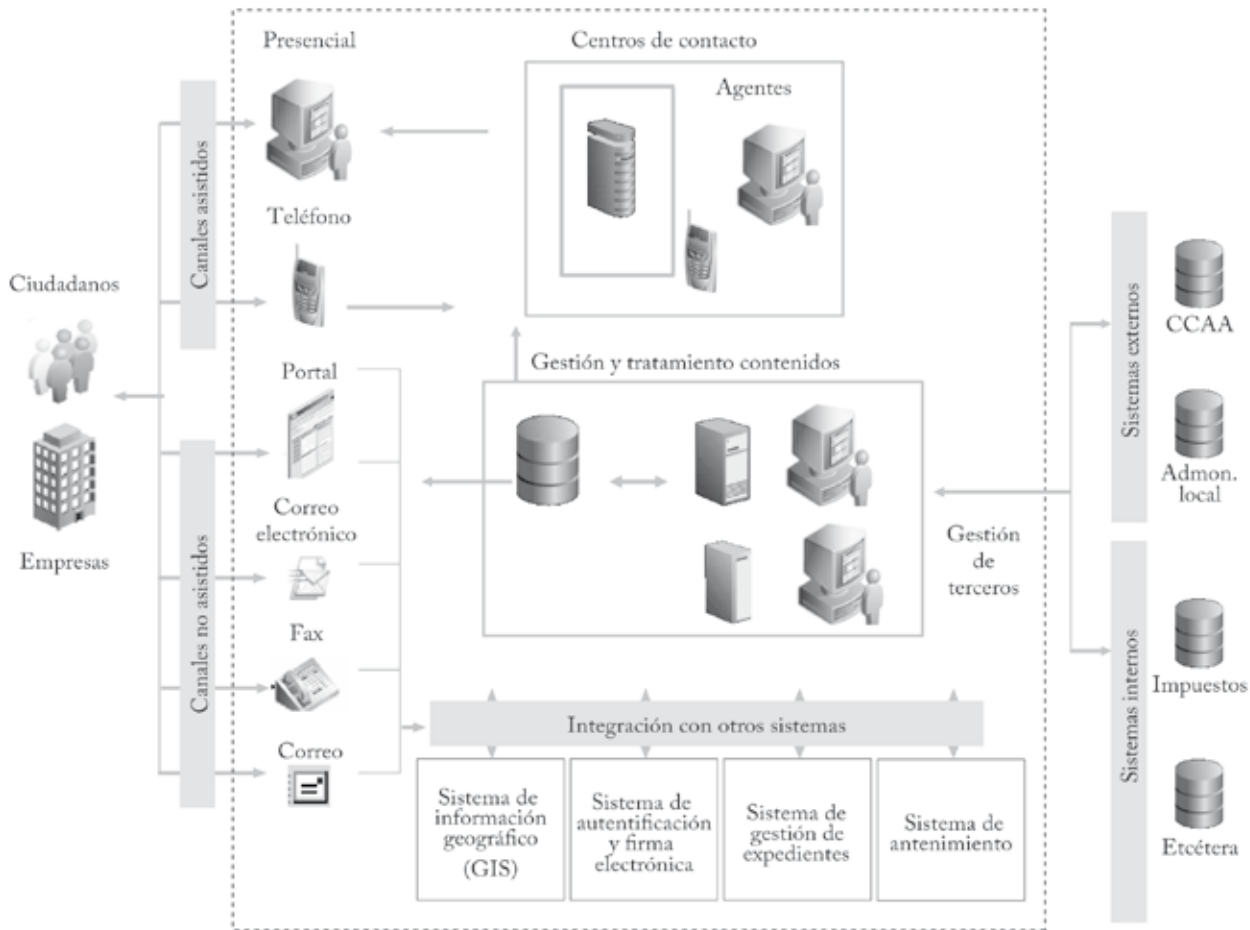 Presencial
Centros de contacto
Agentes
Canales asistidos
Teléfono
Ciudadanos
Portal
Gestión y tratamiento contenidos
Empresas
Canales no asistidos
Correo
electrónico
Fax
Correo
Gestión
de
terceros
Integración con otros sistemas
Sistema de
información
geográfico
(GIS)
Sistema de
autentificación
y firma
electrónica
Sistema de
gestión de
expedientes
Sistema de
antenimiento
Sistemas externos
CCAA
Admon.
local
Sistemas internos
Impuestos
Etcétera